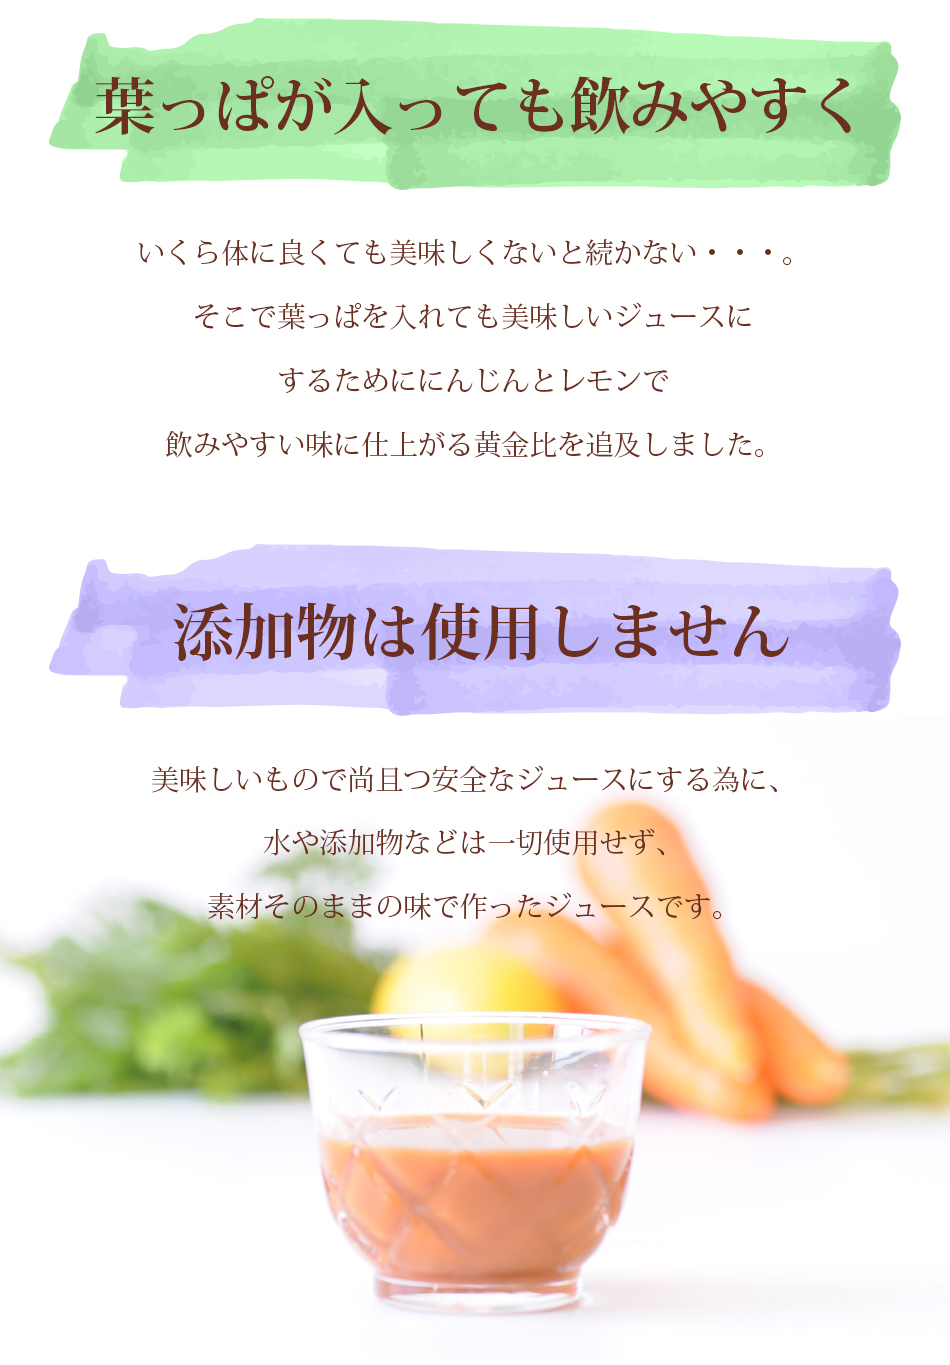 葉っぱが入っても飲みやすく
いくら体に良くても美味しくないと続かない・・・。
そこで葉っぱを入れても美味しいジュースに
するためににんじんとレモンで
飲みやすい味に仕上がる黄金比を追及しました。
添加物は使用しません
美味しいもので尚且つ安全なジュースにする為に、
水や添加物などは一切使用せず、
素材そのままの味で作ったジュースです。